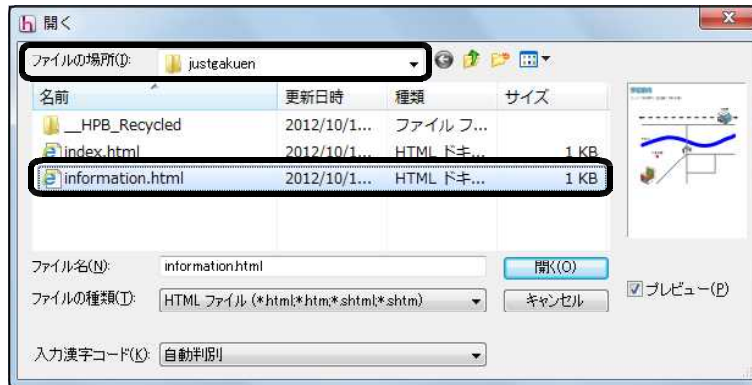 開く
ファイルの場所(I): justgakuen
名前 更新日時 種類 サイズ
__HPB_Recycled 2012/10/1... ファイル フ...
index.html 2012/10/1... HTML ドキ... 1 KB
information.html 2012/10/1... HTML ドキ... 1 KB
ファイル名(N): information.html 開く(O)
ファイルの種類(T): HTML ファイル (*.html;*.htm;*.shtml;*.shtm) キャンセル
プレビュー(P)
入力漢字コード(K): 自動判別